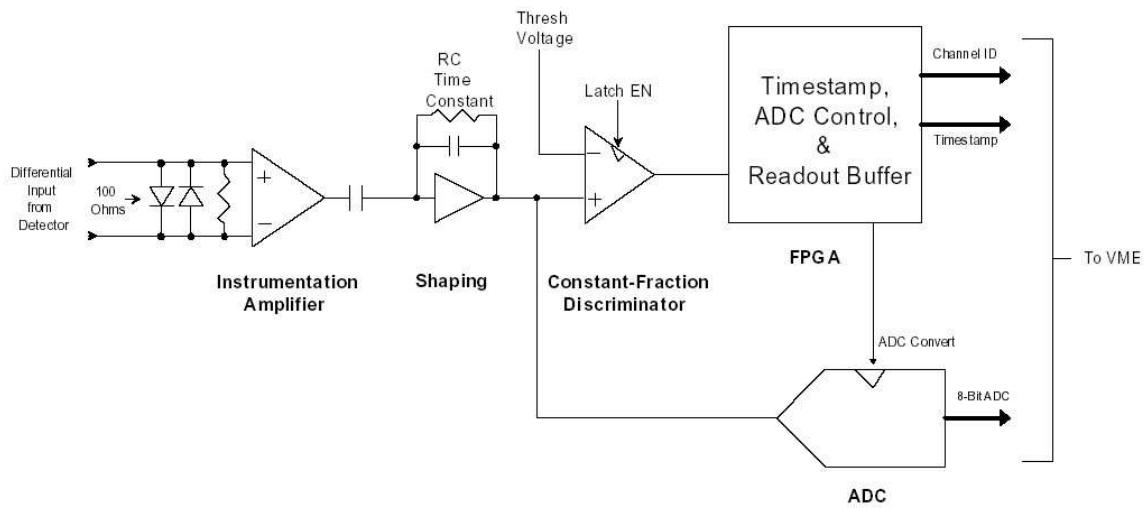 Thresh
Voltage
RC
Time
Constant
Latch EN
Timestamp,
ADC Control,
&
Readout Buffer
Channel ID
Timestamp
Differential
Input
from
Detector
100
Ohms
+
−
−
+
To VME
FPGA
Instrumentation
Amplifier
Shaping
Constant-Fraction
Discriminator
ADC Convert
8-Bit ADC
ADC